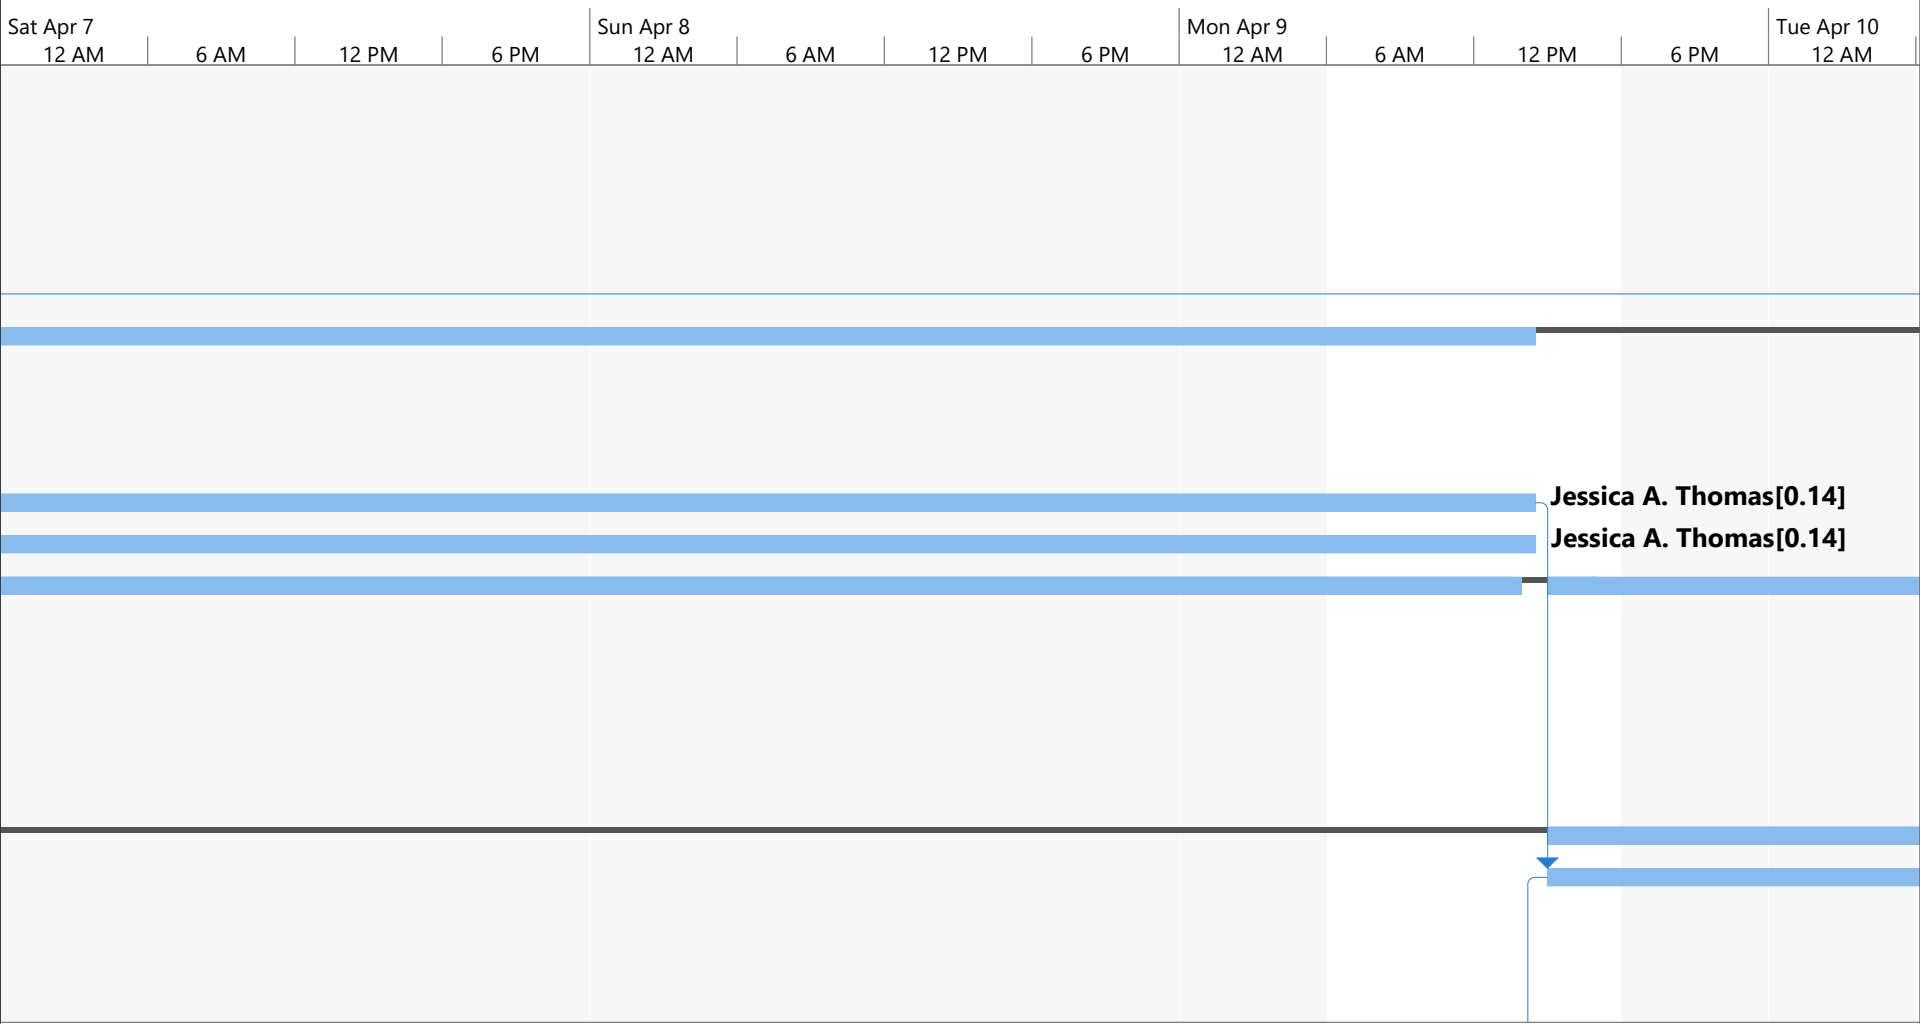 Sat Apr 7 Sun Apr 8 Mon Apr 9 Tue Apr 10
12 AM 6 AM 12 PM 6 PM 12 AM 6 AM 12 PM 6 PM 12 AM 6 AM 12 PM 6 PM 12 AM
Jessica A. Thomas[0.14]
Jessica A. Thomas[0.14]